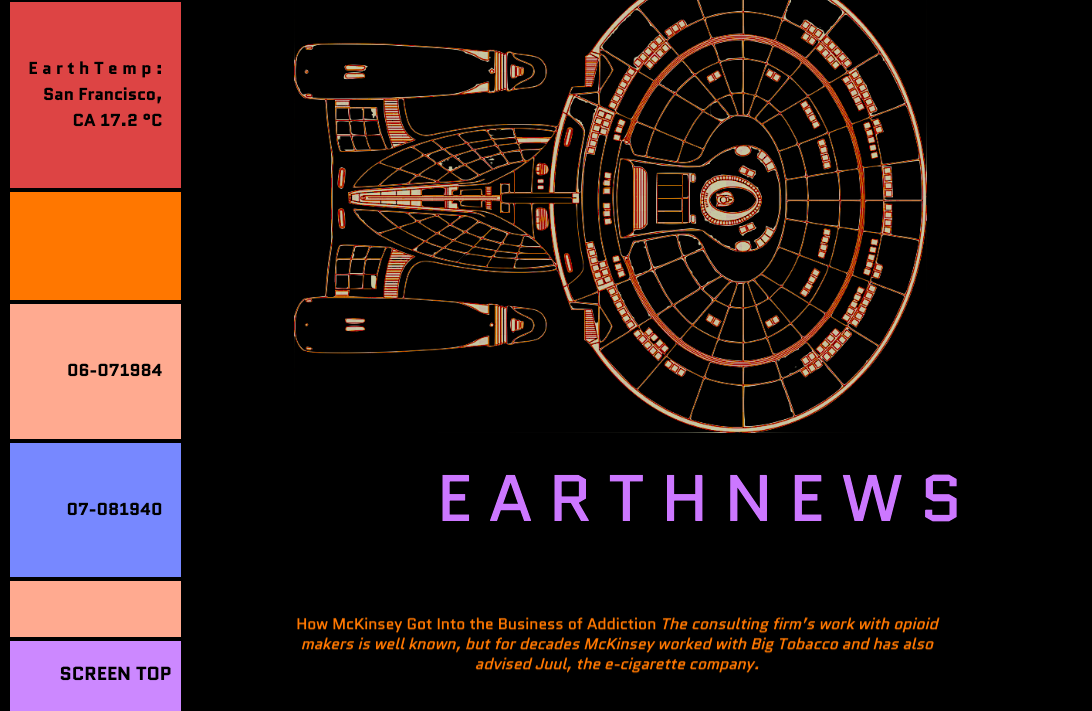 EarthTemp:
San Francisco,
CA 17.2 °C
06-071984
07-081940
SCREEN TOP
EARTHNEWS
How McKinsey Got Into the Business of Addiction The consulting firm's work with opioid
makers is well known, but for decades McKinsey worked with Big Tobacco and has also
advised Juul, the e-cigarette company.